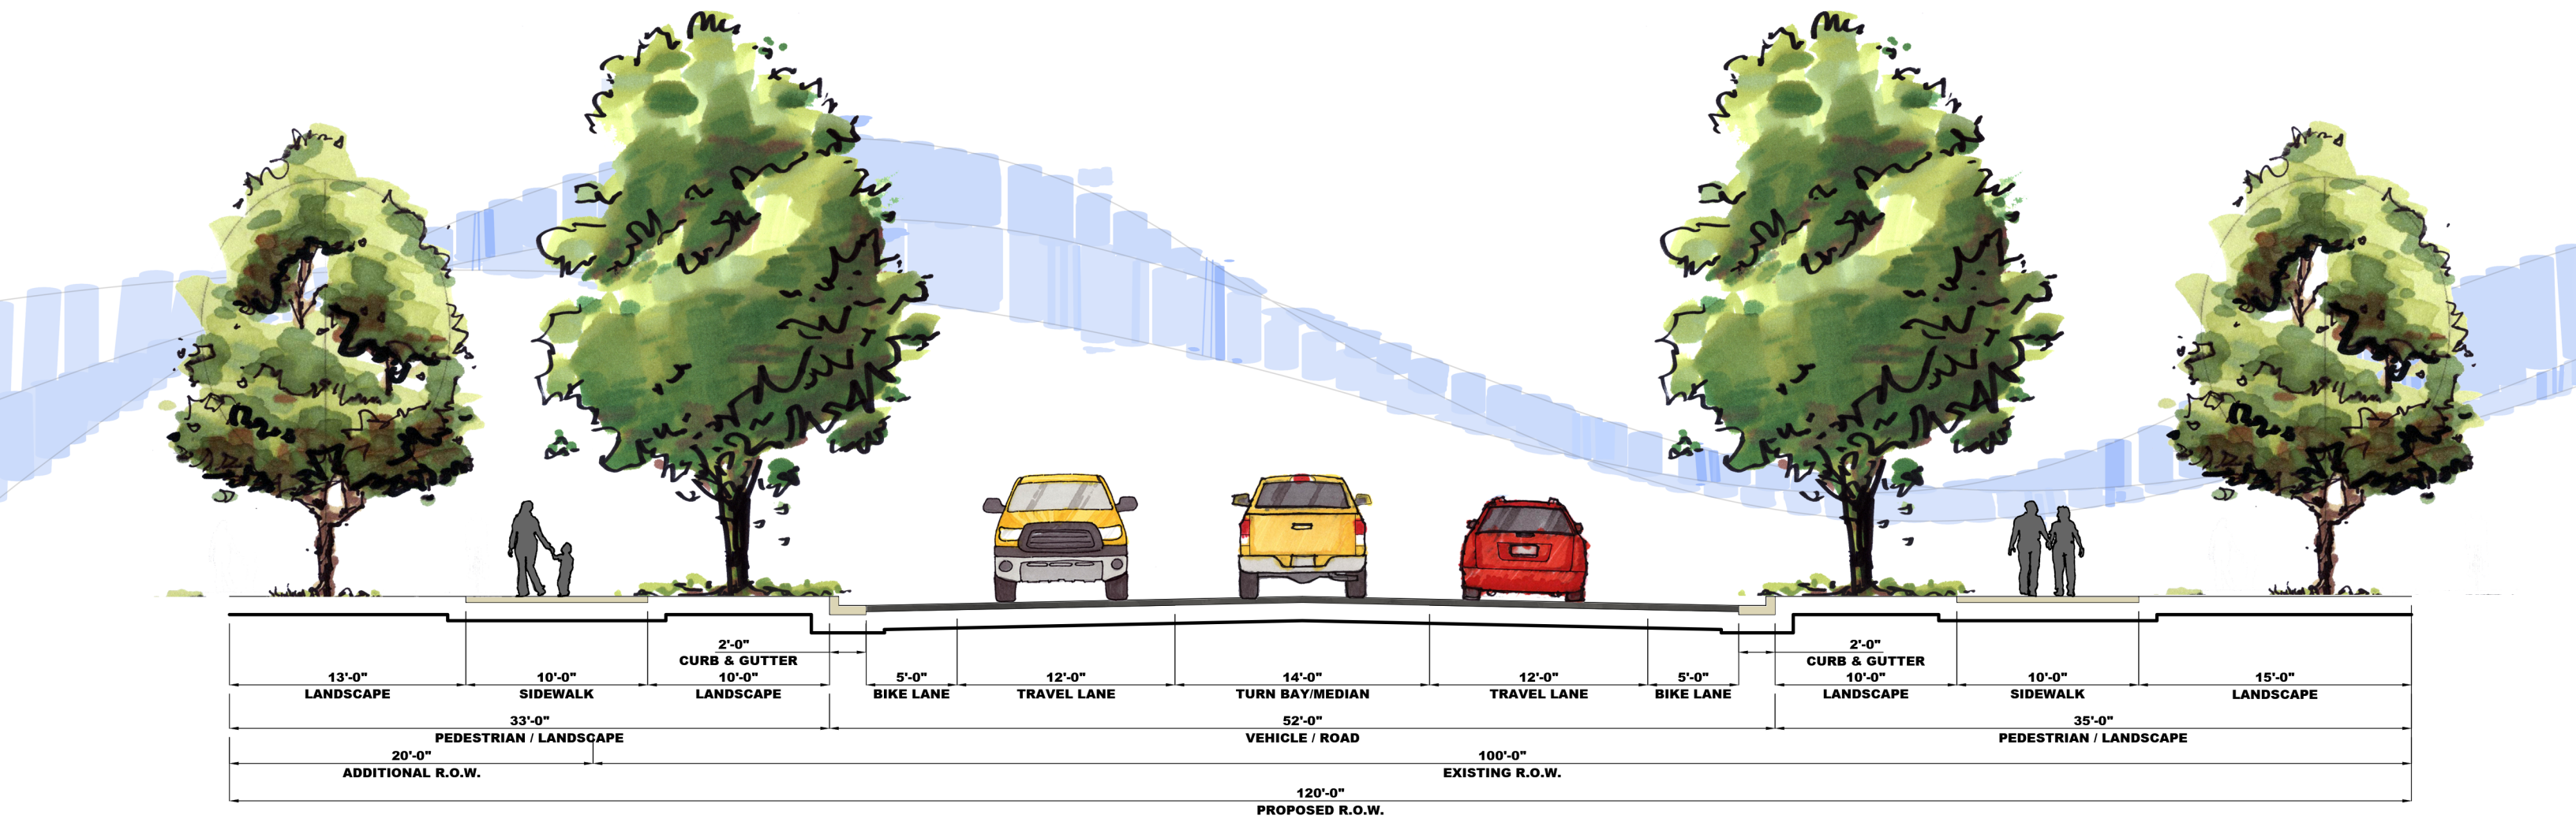 2'-0"
CURB & GUTTER
2'-0"
CURB & GUTTER
13'-0"
LANDSCAPE
10'-0"
SIDEWALK
10'-0"
LANDSCAPE
5'-0"
BIKE LANE
12'-0"
TRAVEL LANE
14'-0"
TURN BAY/MEDIAN
12'-0"
TRAVEL LANE
5'-0"
BIKE LANE
10'-0"
LANDSCAPE
10'-0"
SIDEWALK
15'-0"
LANDSCAPE
33'-0"
PEDESTRIAN / LANDSCAPE
52'-0"
VEHICLE / ROAD
35'-0"
PEDESTRIAN / LANDSCAPE
20'-0"
ADDITIONAL R.O.W.
100'-0"
EXISTING R.O.W.
120'-0"
PROPOSED R.O.W.